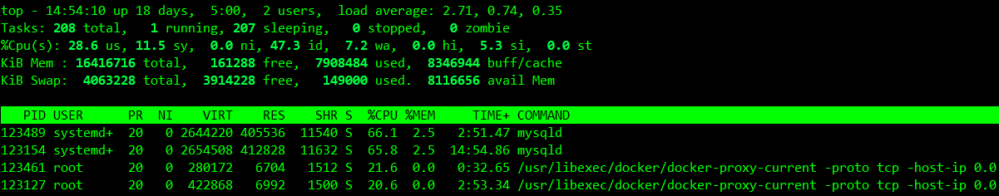 top - 14:54:10 up 18 days,  5:00,  2 users,  load average: 2.71, 0.74, 0.35
Tasks: 208 total,   1 running, 207 sleeping,   0 stopped,   0 zombie
%Cpu(s): 28.6 us, 11.5 sy,  0.0 ni, 47.3 id,  7.2 wa,  0.0 hi,  5.3 si,  0.0 st
KiB Mem : 16416716 total,   161288 free,  7908484 used,  8346944 buff/cache
KiB Swap:  4063228 total,  3914228 free,   149000 used.  8116656 avail Mem
   PID USER      PR  NI    VIRT    RES    SHR S  %CPU %MEM     TIME+ COMMAND
123489 systemd+  20   0 2644220 405536  11540 S  66.1  2.5   2:51.47 mysqld
123154 systemd+  20   0 2654508 412828  11632 S  65.8  2.5  14:54.86 mysqld
123461 root      20   0  280172   6704   1512 S  21.6  0.0   0:32.65 /usr/libexec/docker/docker-proxy-current -proto tcp -host-ip 0.0
123127 root      20   0  422868   6992   1500 S  20.6  0.0   2:53.34 /usr/libexec/docker/docker-proxy-current -proto tcp -host-ip 0.0